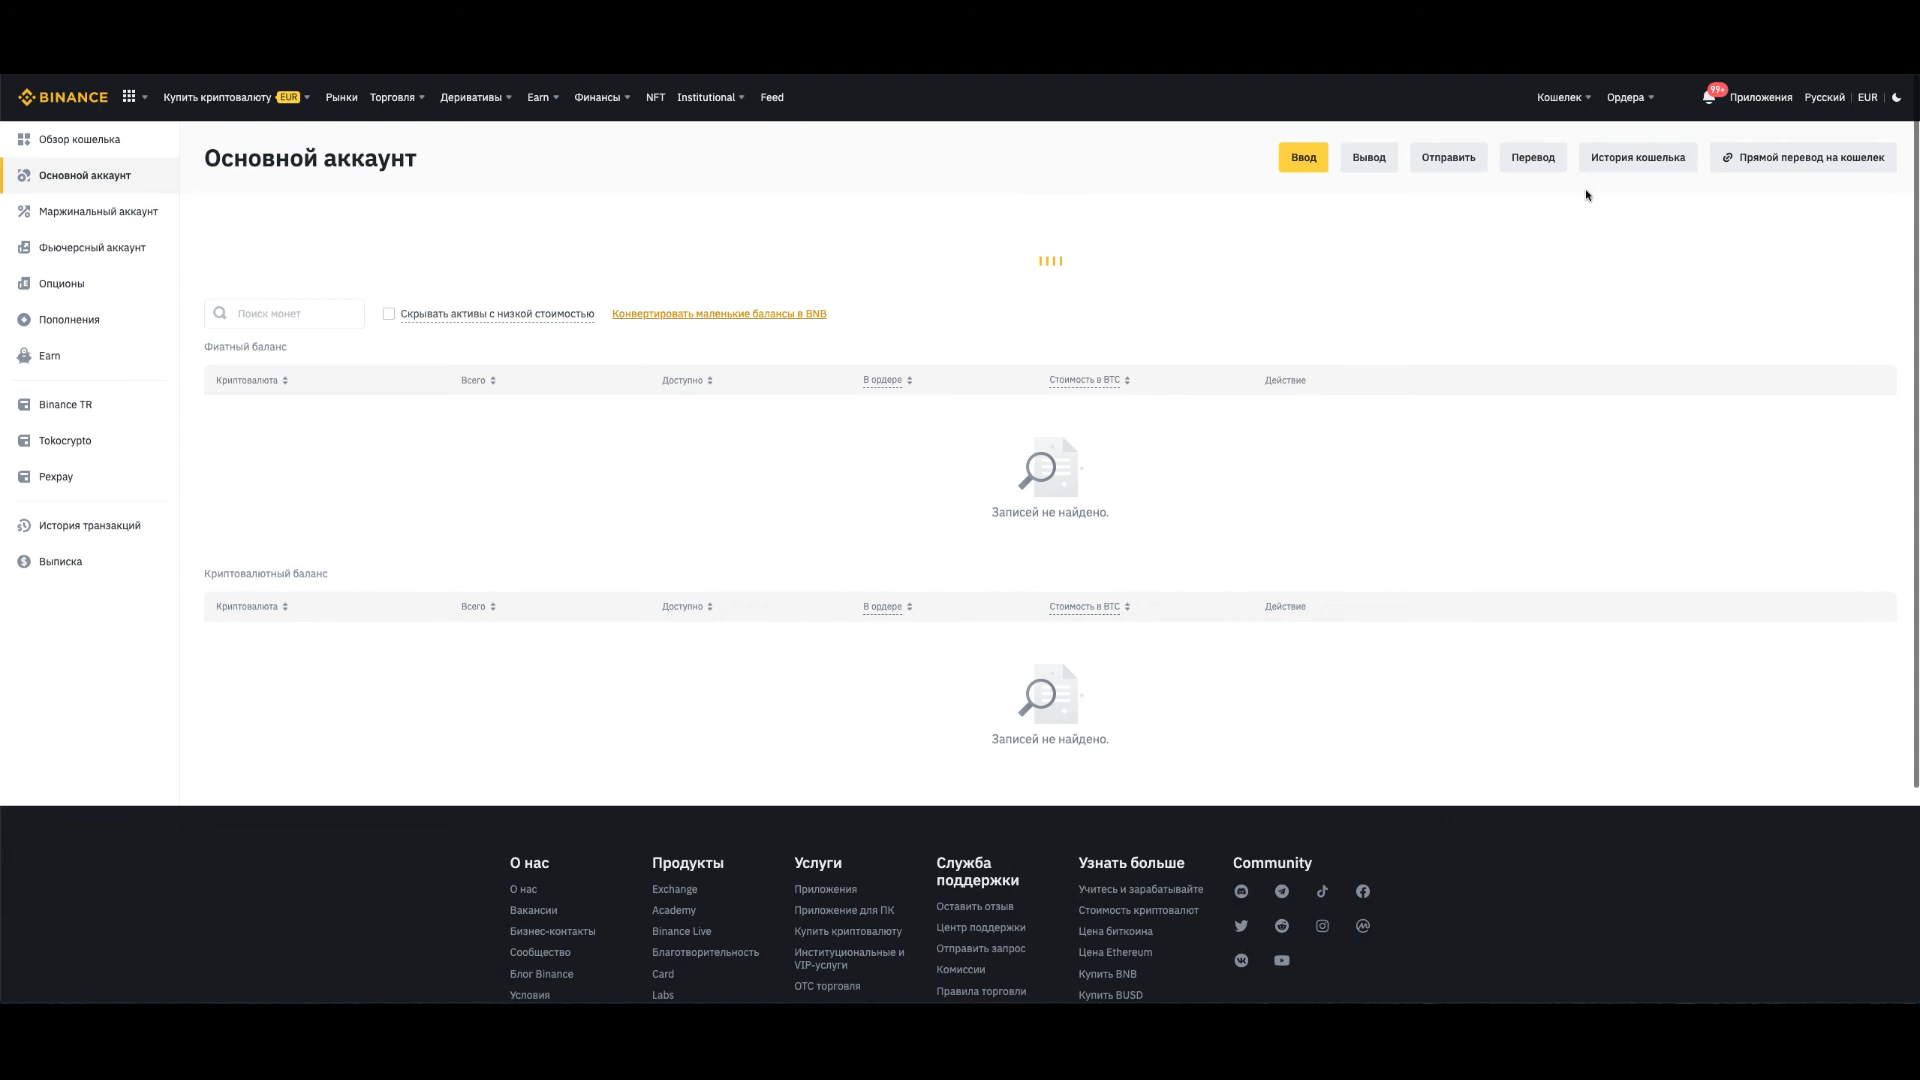 BINANCE Купить криптовалюту EUR Рынки Торговля Деривативы Earn Финансы NFT Institutional Feed Кошелек Ордера 99+ Приложения Русский EUR
Обзор кошелька
Основной аккаунт
Маржинальный аккаунт
Фьючерсный аккаунт
Опционы
Пополнения
Earn
Binance TR
Tokocrypto
Pexpay
История транзакций
Выписка
Основной аккаунт
Ввод Вывод Отправить Перевод История кошелька Прямой перевод на кошелек
Поиск монет Скрывать активы с низкой стоимостью Конвертировать маленькие балансы в BNB
Фиатный баланс
Криптовалюта Всего Доступно В ордере Стоимость в BTC Действие
Записей не найдено.
Криптовалютный баланс
Криптовалюта Всего Доступно В ордере Стоимость в BTC Действие
Записей не найдено.
О нас
О нас
Вакансии
Бизнес-контакты
Сообщество
Блог Binance
Условия
Продукты
Exchange
Academy
Binance Live
Благотворительность
Card
Labs
Услуги
Приложения
Приложение для ПК
Купить криптовалюту
Институциональные и
VIP-услуги
OTC торговля
Служба
поддержки
Оставить отзыв
Центр поддержки
Отправить запрос
Комиссии
Правила торговли
Узнать больше
Учитесь и зарабатывайте
Стоимость криптовалют
Цена биткоина
Цена Ethereum
Купить BNB
Купить BUSD
Community